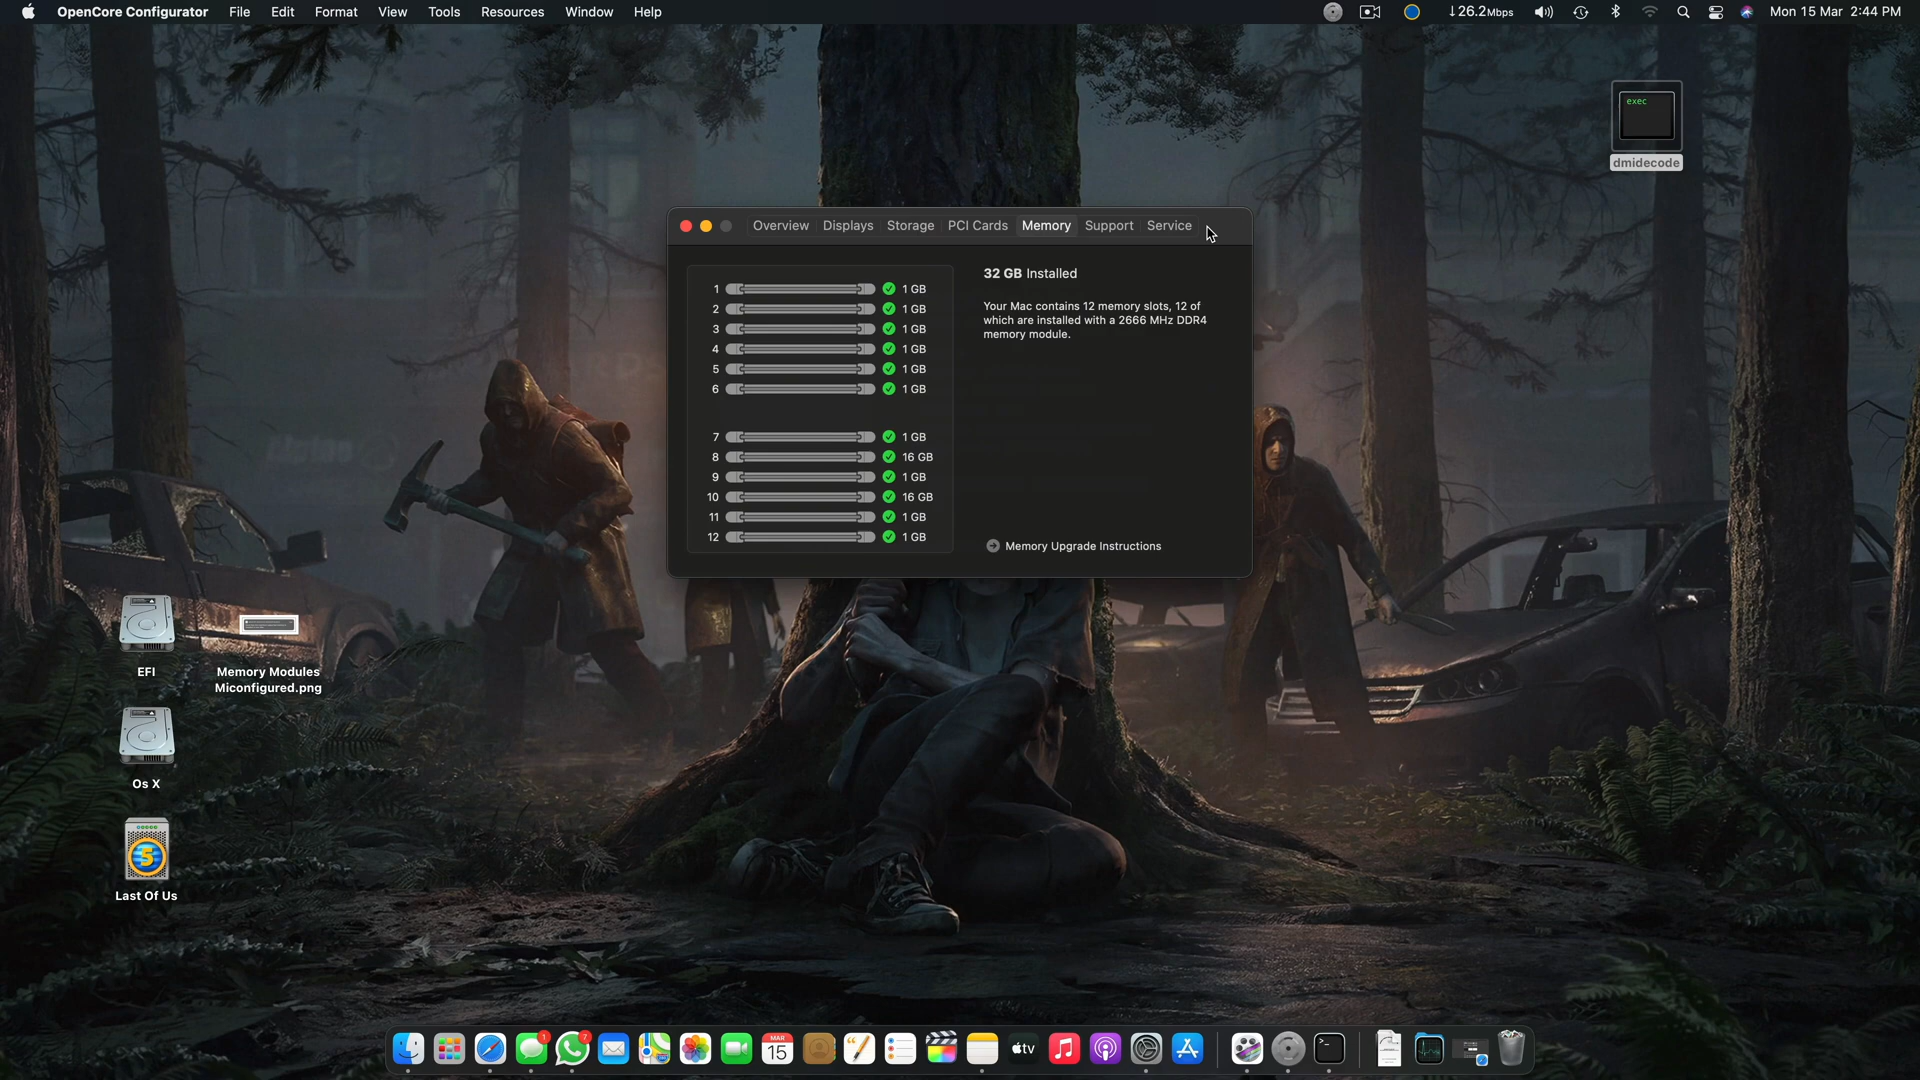 OpenCore Configurator File Edit Format View Tools Resources Window Help ↓26.2Mbps Mon 15 Mar 2:44 PM
exec
dmidecode
Overview Displays Storage PCI Cards Memory Support Service
1 1 GB
2 1 GB
3 1 GB
4 1 GB
5 1 GB
6 1 GB
7 1 GB
8 16 GB
9 1 GB
10 16 GB
11 1 GB
12 1 GB
32 GB Installed
Your Mac contains 12 memory slots, 12 of
which are installed with a 2666 MHz DDR4
memory module.
Memory Upgrade Instructions
EFI
Memory Modules
Miconfigured.png
Os X
5
Last Of Us
1
7
MAR
15
tv
>_